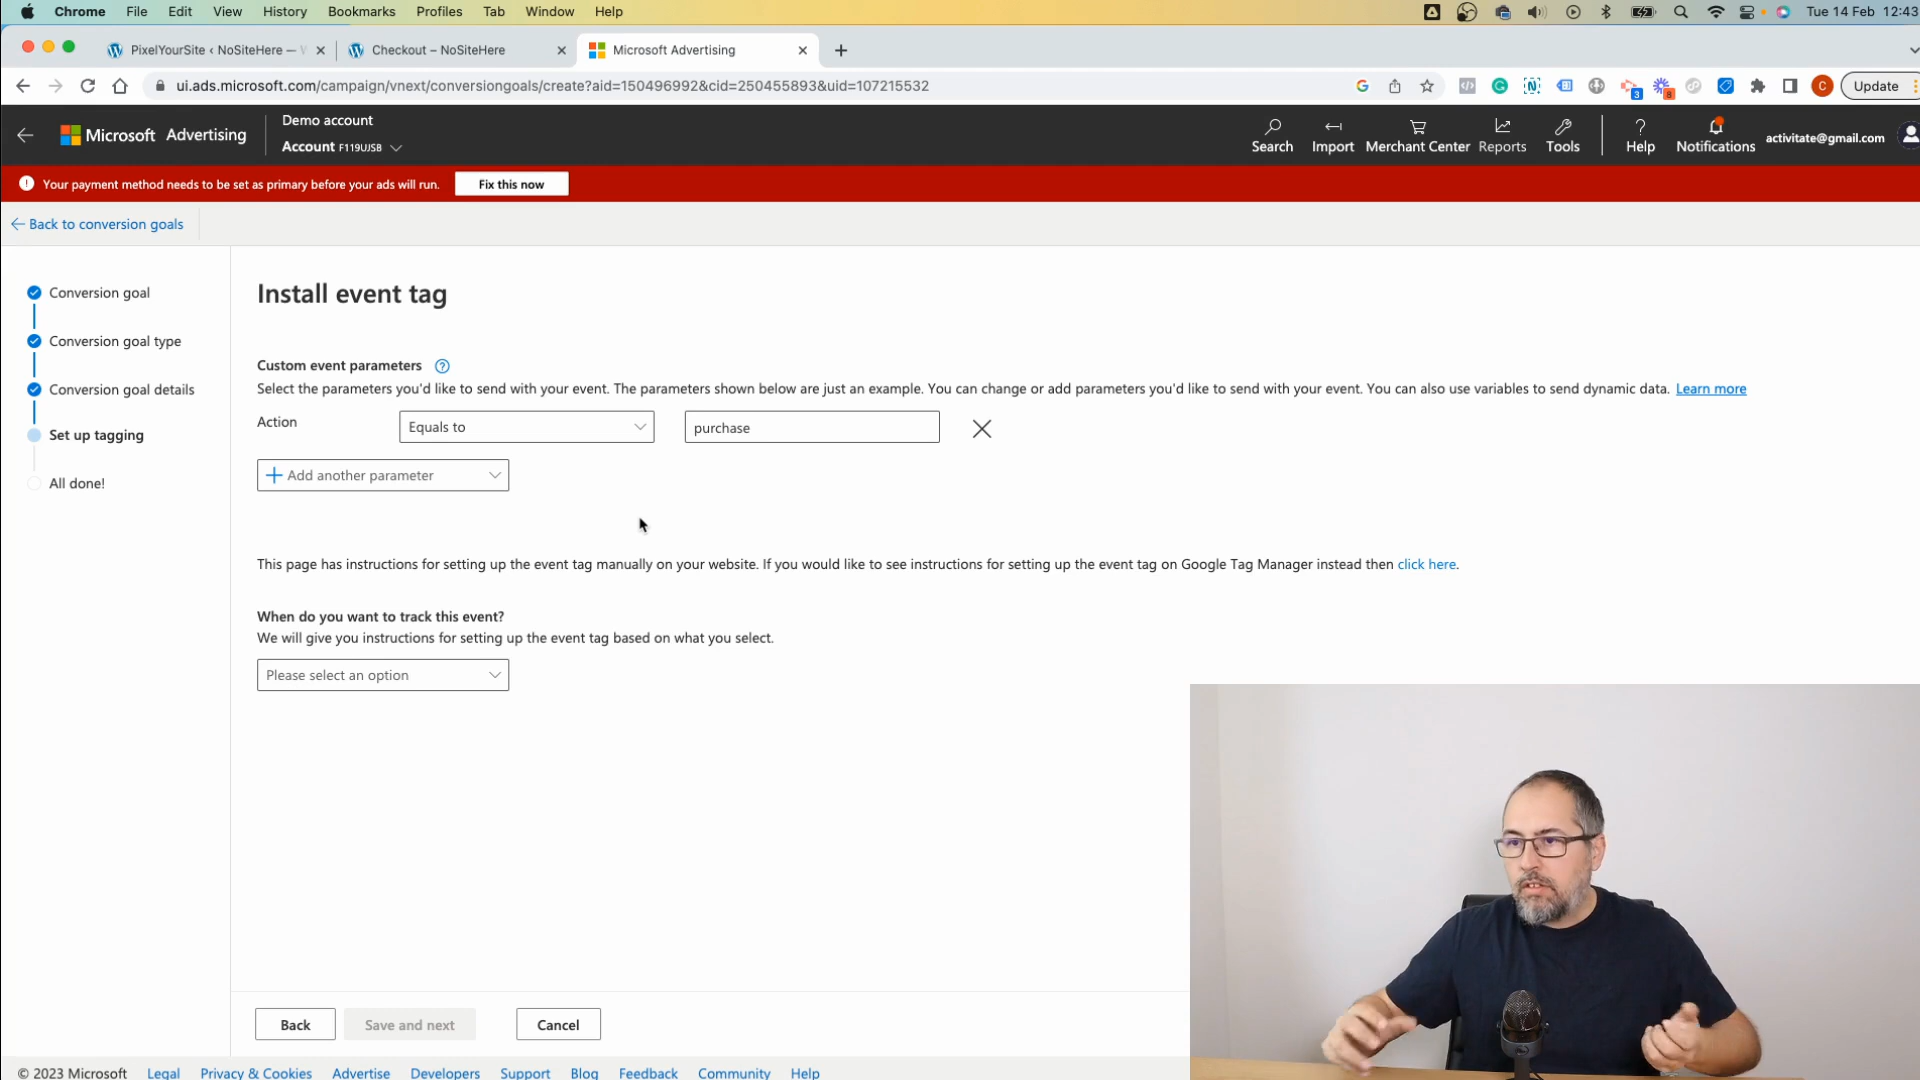 Chrome File Edit View History Bookmarks Profiles Tab Window Help
Tue 14 Feb 12:43
PixelYourSite ‹ NoSiteHere —
Checkout – NoSiteHere
Microsoft Advertising
ui.ads.microsoft.com/campaign/vnext/conversiongoals/create?aid=150496992&cid=250455893&uid=107215532
3
8
C
Update
Microsoft Advertising
Demo account
Account F119UJSB
Search
Import
Merchant Center
Reports
Tools
Help
Notifications
activitate@gmail.com
Your payment method needs to be set as primary before your ads will run.
Fix this now
Back to conversion goals
Conversion goal
Conversion goal type
Conversion goal details
Set up tagging
All done!
Install event tag
Custom event parameters
Select the parameters you'd like to send with your event. The parameters shown below are just an example. You can change or add parameters you'd like to send with your event. You can also use variables to send dynamic data. Learn more
Action
Equals to
purchase
Add another parameter
This page has instructions for setting up the event tag manually on your website. If you would like to see instructions for setting up the event tag on Google Tag Manager instead then click here.
When do you want to track this event?
We will give you instructions for setting up the event tag based on what you select.
Please select an option
Back
Save and next
Cancel
© 2023 Microsoft Legal Privacy & Cookies Advertise Developers Support Blog Feedback Community Help